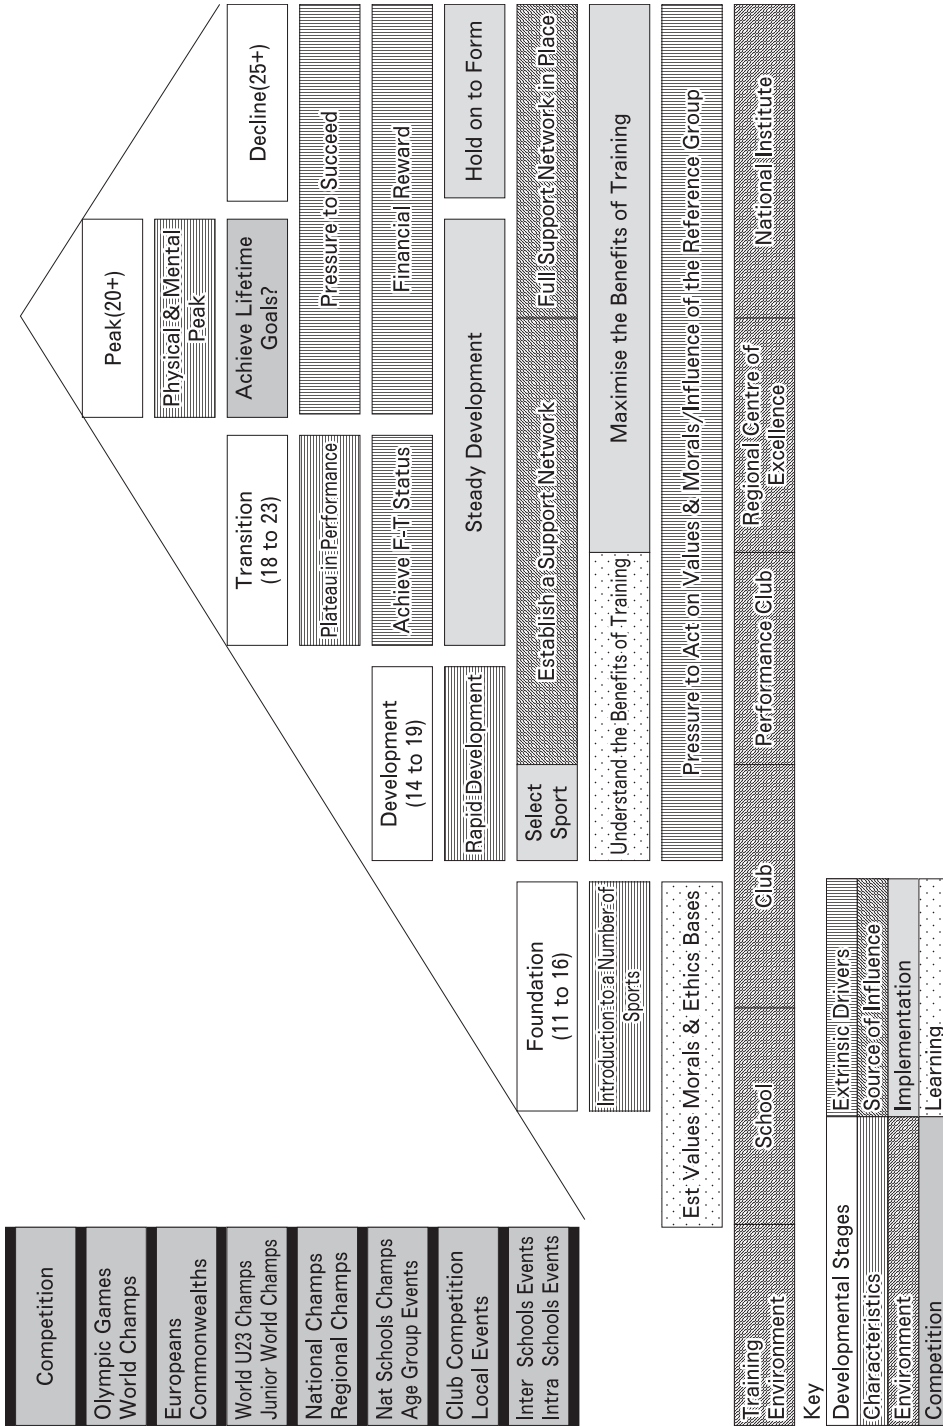 Competition
Olympic Games
World Champs
Europeans
Commonwealths
World U23 Champs
Junior World Champs
National Champs
Regional Champs
Nat Schools Champs
Age Group Events
Club Competition
Local Events
Inter Schools Events
Intra Schools Events
Peak(20+)
Physical & Mental
Peak
Transition
(18 to 23)
Achieve Lifetime
Goals?
Decline(25+)
Plateau in Performance
Pressure to Succeed
Development
(14 to 19)
Achieve F-T Status
Financial Reward
Rapid Development
Steady Development
Hold on to Form
Foundation
(11 to 16)
Select
Sport
Establish a Support Network
Full Support Network in Place
Introduction to a Number of
Sports
Understand the Benefits of Training
Maximise the Benefits of Training
Est Values Morals & Ethics Bases
Pressure to Act on Values & Morals/Influence of the Reference Group
Training
Environment
School
Club
Performance Club
Regional Centre of
Excellence
National Institute
Key
Developmental Stages
Extrinsic Drivers
Characteristics
Source of Influence
Environment
Implementation
Competition
Learning